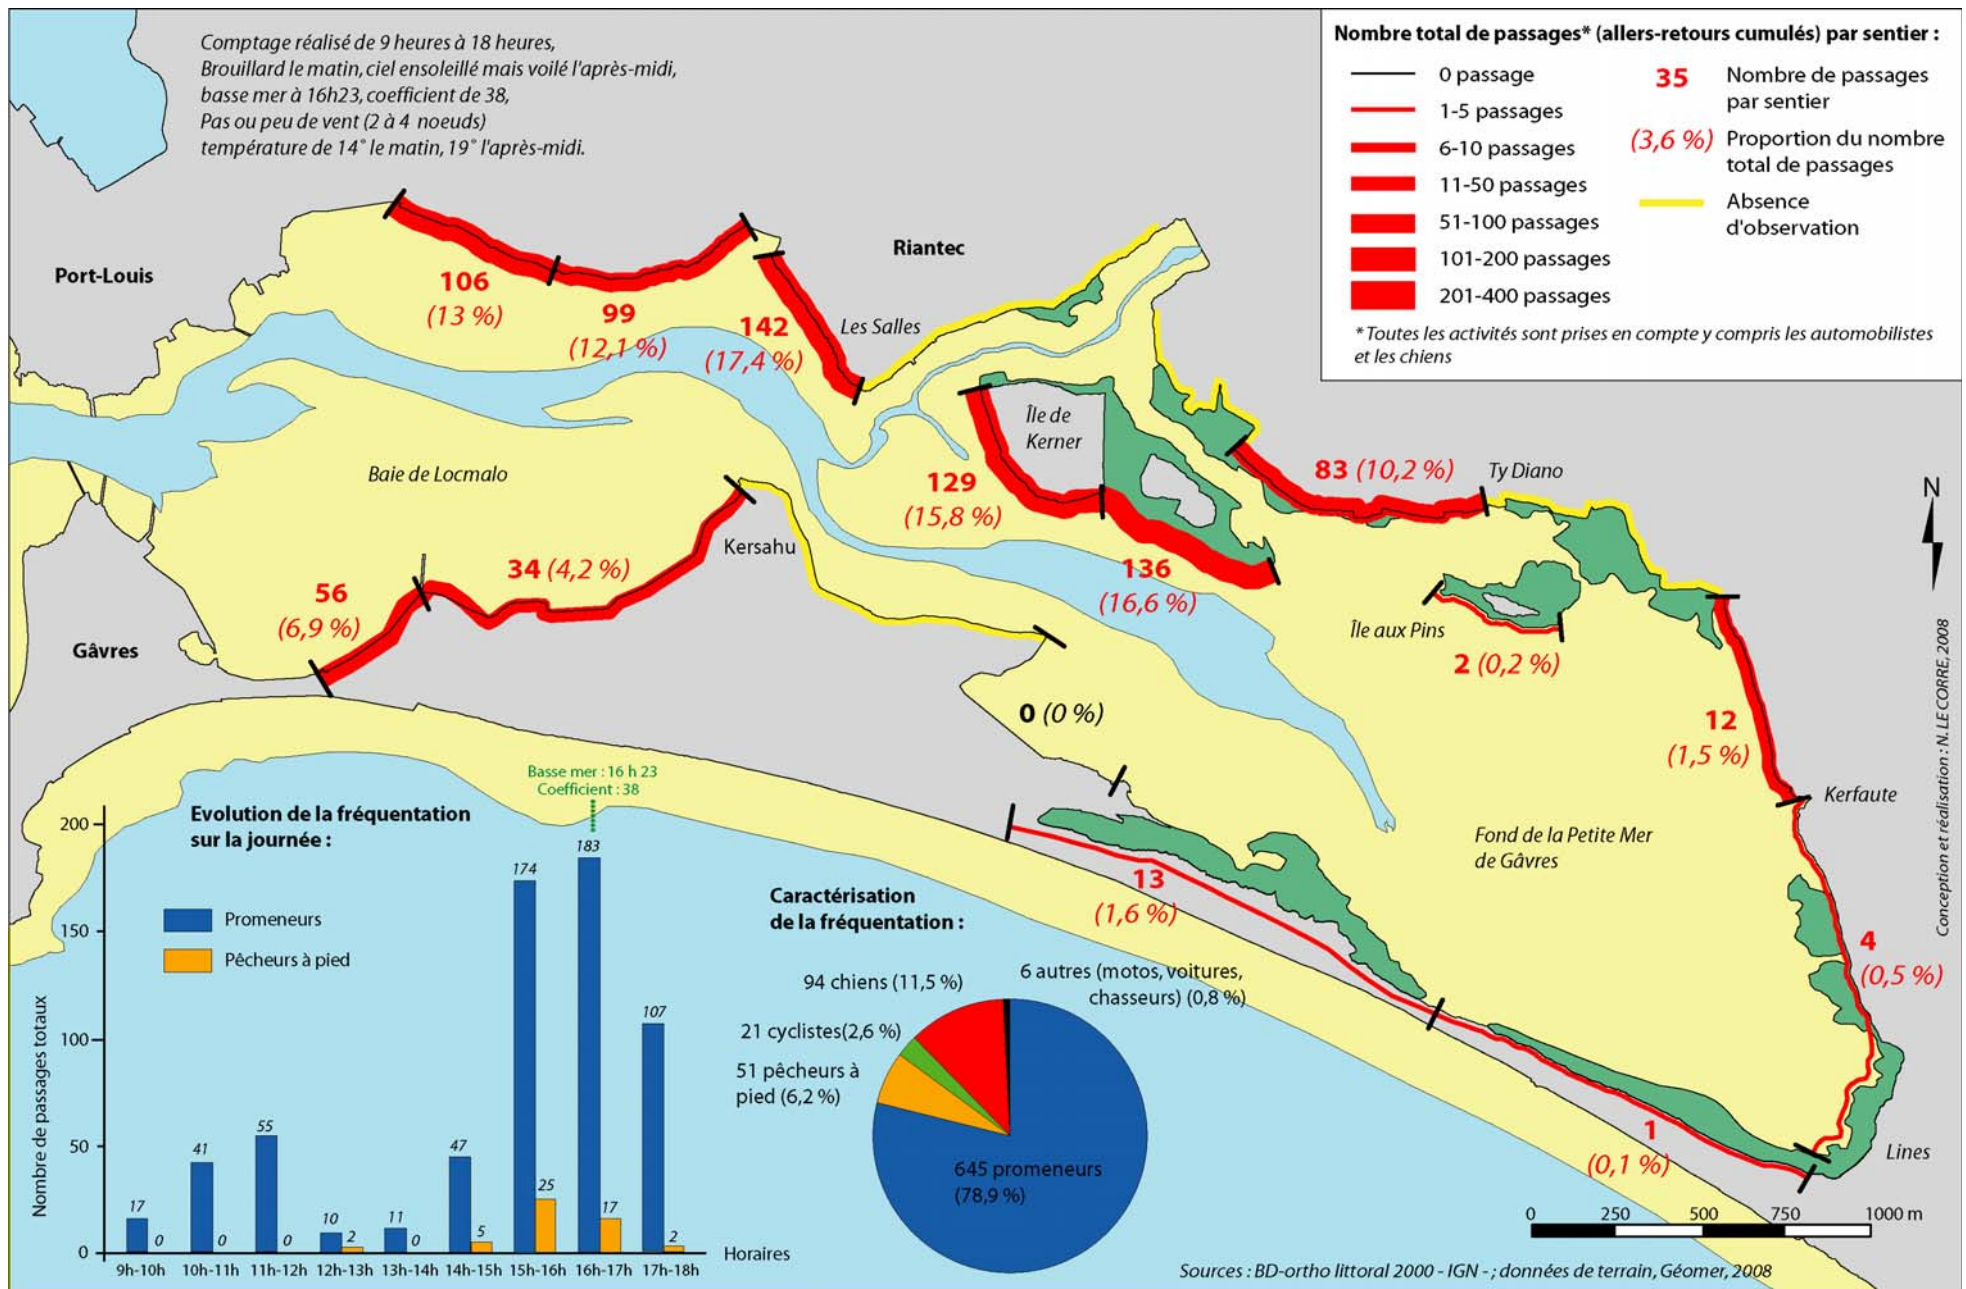 Comptage réalisé de 9 heures à 18 heures,
Brouillard le matin, ciel ensoleillé mais voilé l'après-midi,
basse mer à 16h23, coefficient de 38,
Pas ou peu de vent (2 à 4 noeuds)
température de 14° le matin, 19° l'après-midi.
Nombre total de passages* (allers-retours cumulés) par sentier :
0 passage
1-5 passages
6-10 passages
11-50 passages
51-100 passages
101-200 passages
201-400 passages
35
Nombre de passages
par sentier
(3,6 %)
Proportion du nombre
total de passages
Absence
d'observation
*Toutes les activités sont prises en compte y compris les automobilistes
et les chiens
Port-Louis
Riantec
106
(13 %)
99
(12,1 %)
142
(17,4 %)
Les Salles
Île de
Kerner
129
(15,8 %)
136
(16,6 %)
83 (10,2 %)
Ty Diano
Baie de Locmalo
Kersahu
34 (4,2 %)
56
(6,9 %)
Gâvres
Île aux Pins
2 (0,2 %)
0 (0 %)
12
(1,5 %)
Kerfaute
Fond de la Petite Mer
de Gâvres
13
(1,6 %)
4
(0,5 %)
1
(0,1 %)
Lines
N
Conception et réalisation : N. LE CORRE, 2008
Basse mer : 16 h 23
Coefficient : 38
Evolution de la fréquentation
sur la journée :
Promeneurs
Pêcheurs à pied
Nombre de passages totaux
200
150
100
50
0
17
0
41
0
55
0
10
2
11
0
47
5
174
25
183
17
107
2
9h-10h
10h-11h
11h-12h
12h-13h
13h-14h
14h-15h
15h-16h
16h-17h
17h-18h
Horaires
Caractérisation
de la fréquentation :
94 chiens (11,5 %)
6 autres (motos, voitures,
chasseurs) (0,8 %)
21 cyclistes(2,6 %)
51 pêcheurs à
pied (6,2 %)
645 promeneurs
(78,9 %)
0
250
500
750
1000 m
Sources : BD-ortho littoral 2000 - IGN - ; données de terrain, Géomer, 2008